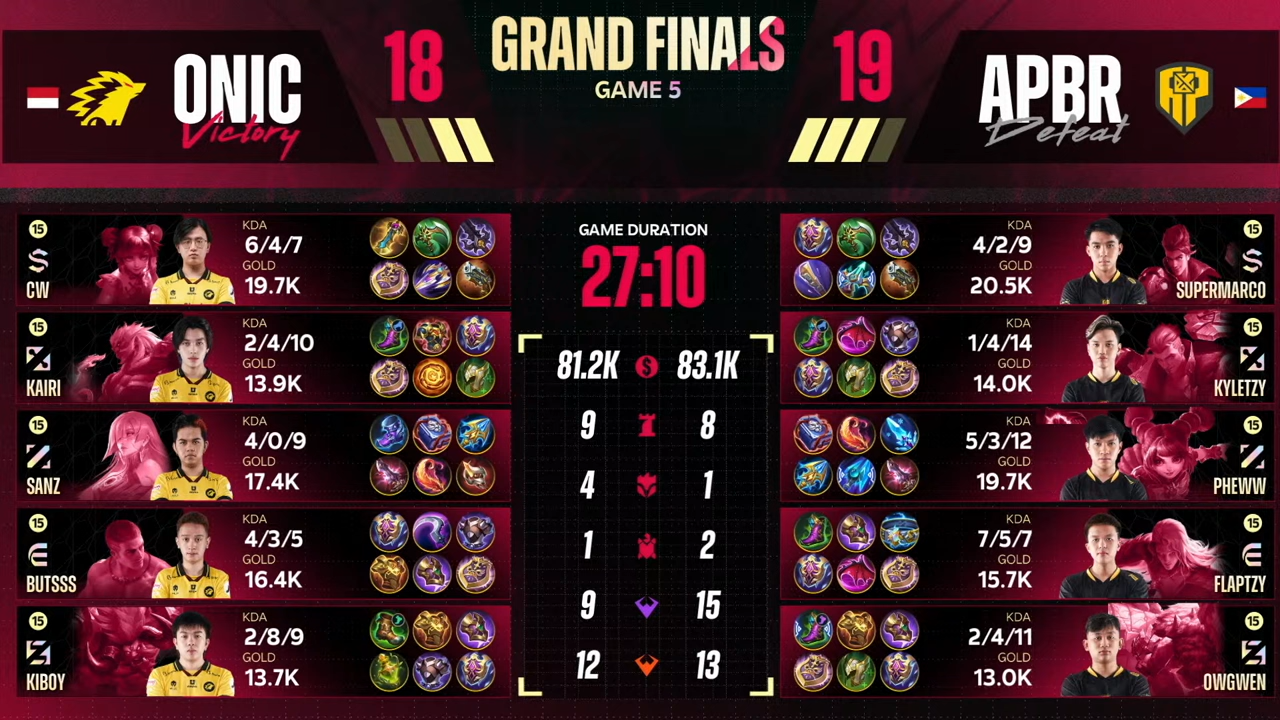 GRAND FINALS
GAME 5
ONIC
Victory
18
19
APBR
Defeat
GAME DURATION
27:10
81.2K 83.1K
9 8
4 1
1 2
9 15
12 13
15
CW
KDA
6/4/7
GOLD
19.7K
15
KAIRI
KDA
2/4/10
GOLD
13.9K
15
SANZ
KDA
4/0/9
GOLD
17.4K
15
BUTSSS
KDA
4/3/5
GOLD
16.4K
15
KIBOY
KDA
2/8/9
GOLD
13.7K
KDA
4/2/9
GOLD
20.5K
15
SUPERMARCO
KDA
1/4/14
GOLD
14.0K
15
KYLETZY
KDA
5/3/12
GOLD
19.7K
15
PHEWW
KDA
7/5/7
GOLD
15.7K
15
FLAPTZY
KDA
2/4/11
GOLD
13.0K
15
OWGWEN